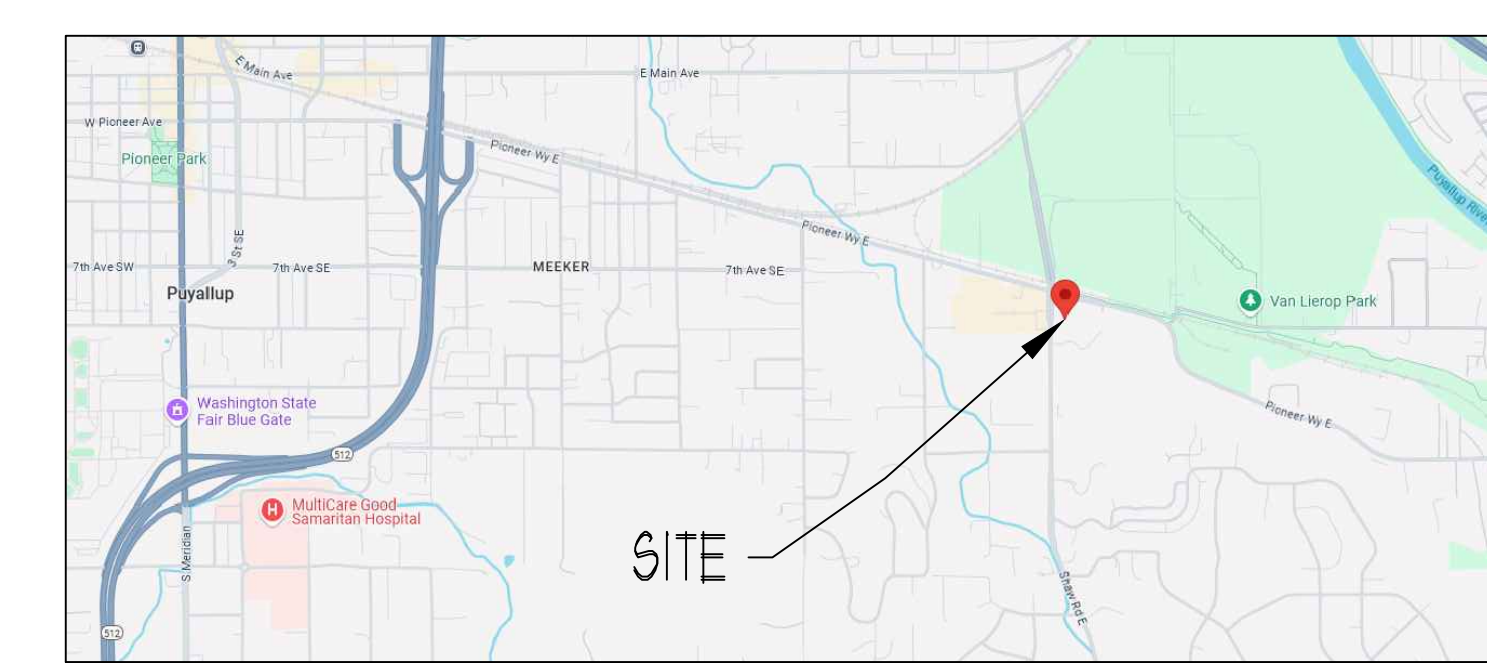 E Main Ave
E Main Ave
W Pioneer Ave
Pioneer Wy E
Pioneer Park
Puyallup River
Pioneer Wy E
3 St SE
7th Ave SW
7th Ave SE
MEEKER
7th Ave SE
Puyallup
Van Lierop Park
Washington State
Fair Blue Gate
Pioneer Wy E
512
MultiCare Good
Samaritan Hospital
H
SITE
S Meridian
Shaw Rd E
512